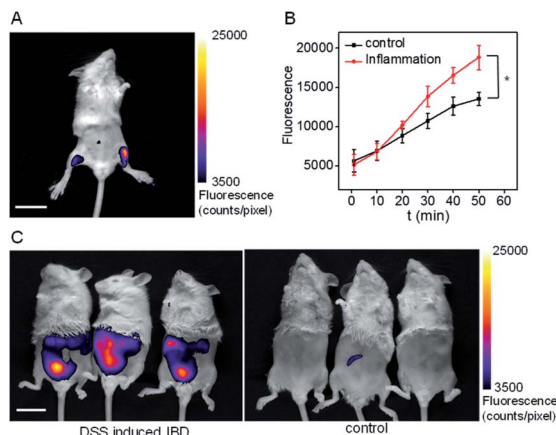 A
25000
3500
Fluorescence
(counts/pixel)
B
control
Inflammation
*
Fluorescence
20000
15000
10000
5000
0 10 20 30 40 50 60
t (min)
C
25000
3500
Fluorescence
(counts/pixel)
DSS induced IBD
control